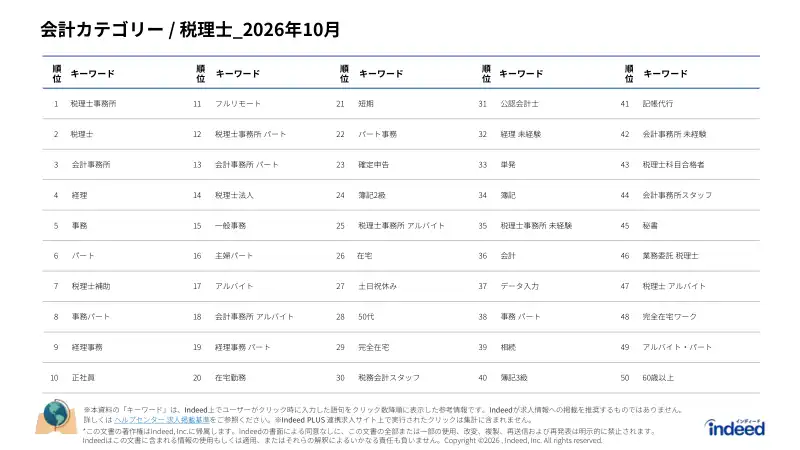 会計カテゴリー / 税理士_2026年10月
順位 キーワード 順位 キーワード 順位 キーワード 順位 キーワード 順位 キーワード
1 税理士事務所 11 フルリモート 21 短期 31 公認会計士 41 記帳代行
2 税理士 12 税理士事務所 パート 22 パート事務 32 経理 未経験 42 会計事務所 未経験
3 会計事務所 13 会計事務所 パート 23 確定申告 33 単発 43 税理士科目合格者
4 経理 14 税理士法人 24 簿記2級 34 簿記 44 会計事務所スタッフ
5 事務 15 一般事務 25 税理士事務所 アルバイト 35 税理士事務所 未経験 45 秘書
6 パート 16 主婦パート 26 在宅 36 会計 46 業務委託 税理士
7 税理士補助 17 アルバイト 27 土日祝休み 37 データ入力 47 税理士 アルバイト
8 事務パート 18 会計事務所 アルバイト 28 50代 38 事務 パート 48 完全在宅ワーク
9 経理事務 19 経理事務 パート 29 完全在宅 39 相続 49 アルバイト・パート
10 正社員 20 在宅勤務 30 税務会計スタッフ 40 簿記3級 50 60歳以上
※本資料の「キーワード」は、Indeed上でユーザーがクリック時に入力した語句をクリック数降順に表示した参考情報です。Indeedが求人情報への掲載を推奨するものではありません。
詳しくは ヘルプセンター 求人掲載基準をご参照ください。※Indeed PLUS 連携求人サイト上で実行されたクリックは集計に含まれません。
*この文書の著作権はIndeed, Inc.に帰属します。Indeedの書面による同意なしに、この文書の全部または一部の使用、改変、複製、再送信および再発表は明示的に禁止されます。
Indeedはこの文書に含まれる情報の使用もしくは適用、またはそれらの解釈によるいかなる責任も負いません。Copyright ©2026 , Indeed, Inc. All rights reserved.
インディード
indeed